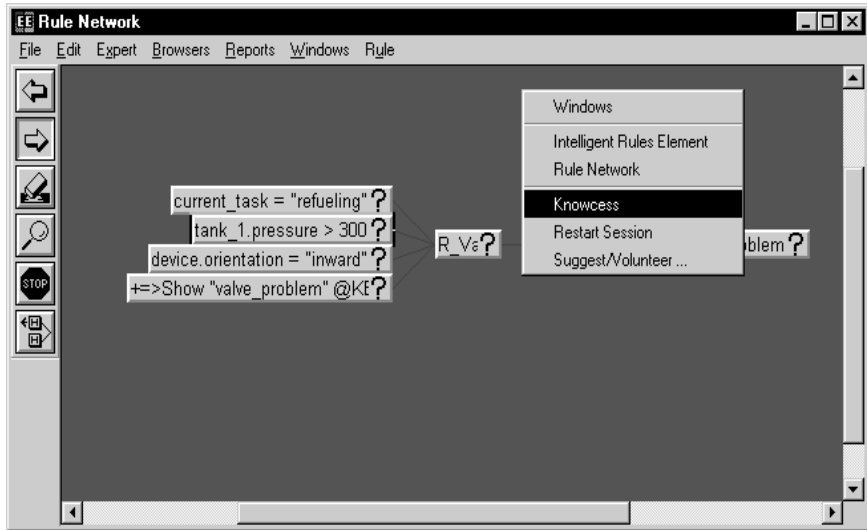 Rule Network
File Edit Expert Browsers Reports Windows Rule
Windows
Intelligent Rules Element
Rule Network
Knowcess
Restart Session
Suggest/Volunteer ...
current_task = "refueling" ?
tank_1.pressure > 300 ?
device.orientation = "inward" ?
+=>Show "valve_problem" @KE ?
R_Va ?
oblem ?
STOP